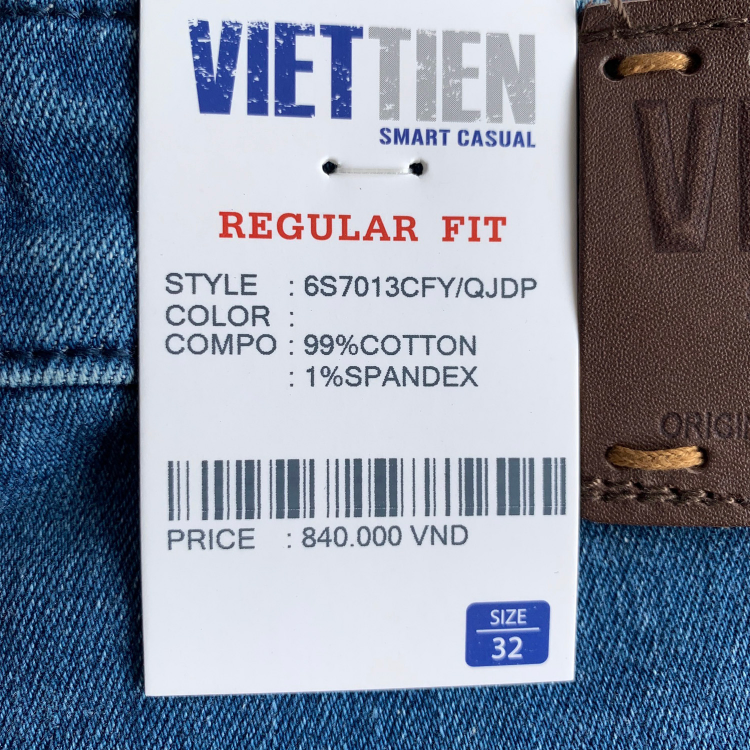 VIETTIEN
SMART CASUAL
REGULAR FIT
STYLE : 6S7013CFY/QJDP
COLOR :
COMPO : 99%COTTON
: 1%SPANDEX
PRICE : 840.000 VND
SIZE
32